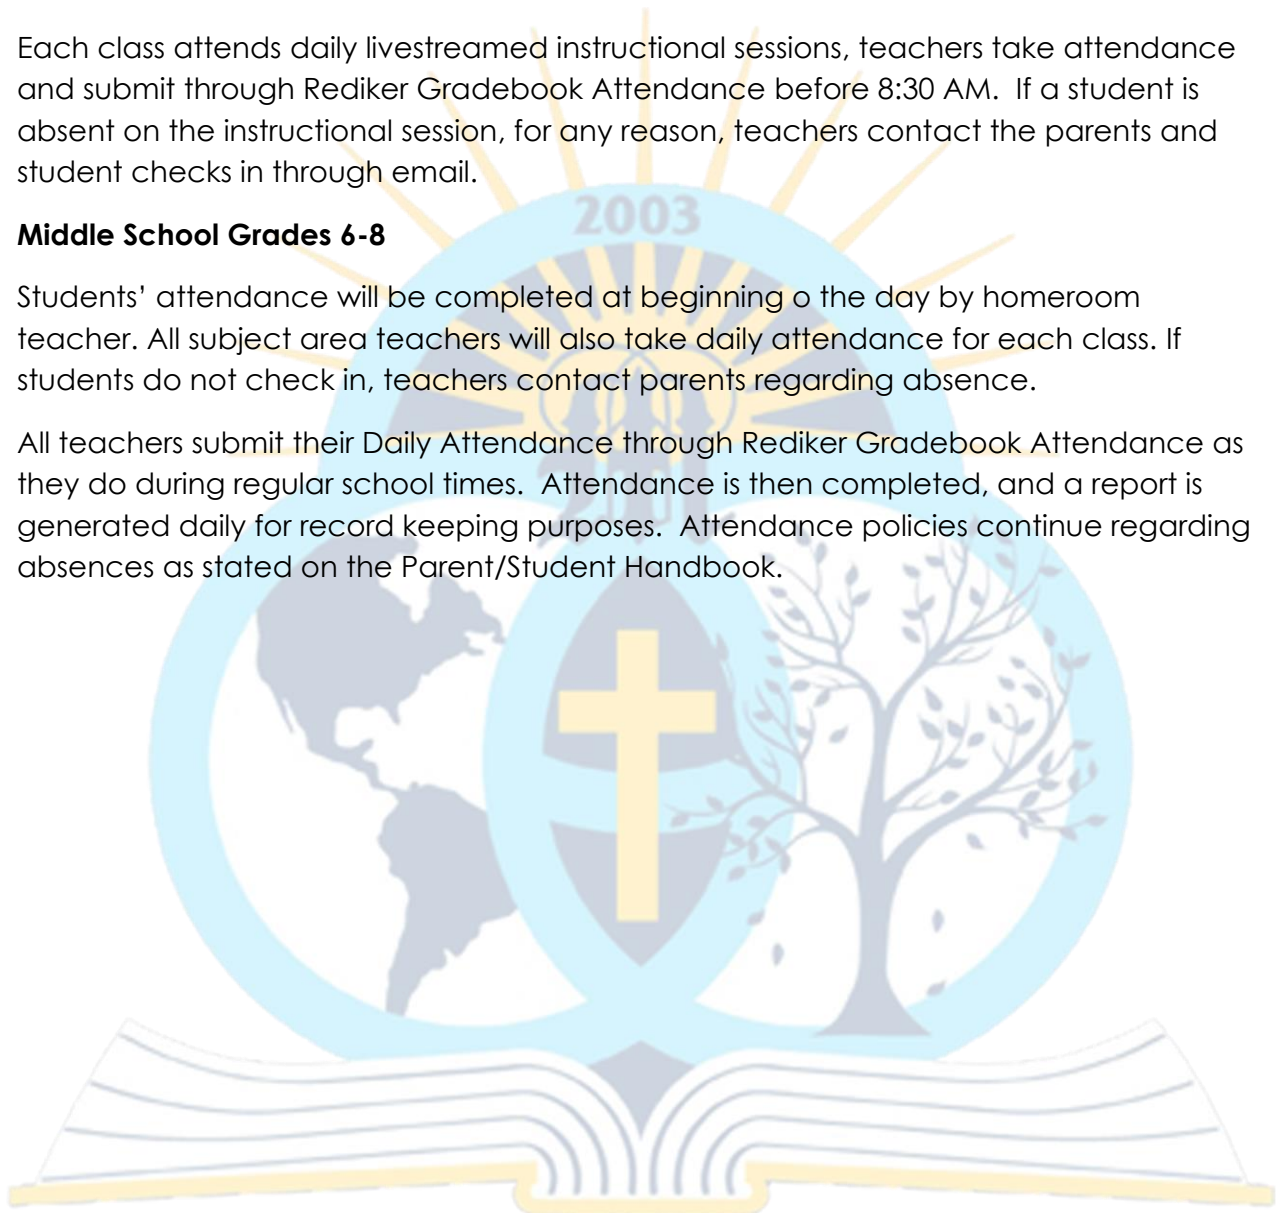 Each class attends daily livestreamed instructional sessions, teachers take attendance
and submit through Rediker Gradebook Attendance before 8:30 AM.  If a student is
absent on the instructional session, for any reason, teachers contact the parents and
student checks in through email.
2003
Middle School Grades 6-8
Students’ attendance will be completed at beginning o the day by homeroom
teacher. All subject area teachers will also take daily attendance for each class. If
students do not check in, teachers contact parents regarding absence.
All teachers submit their Daily Attendance through Rediker Gradebook Attendance as
they do during regular school times.  Attendance is then completed, and a report is
generated daily for record keeping purposes.  Attendance policies continue regarding
absences as stated on the Parent/Student Handbook.